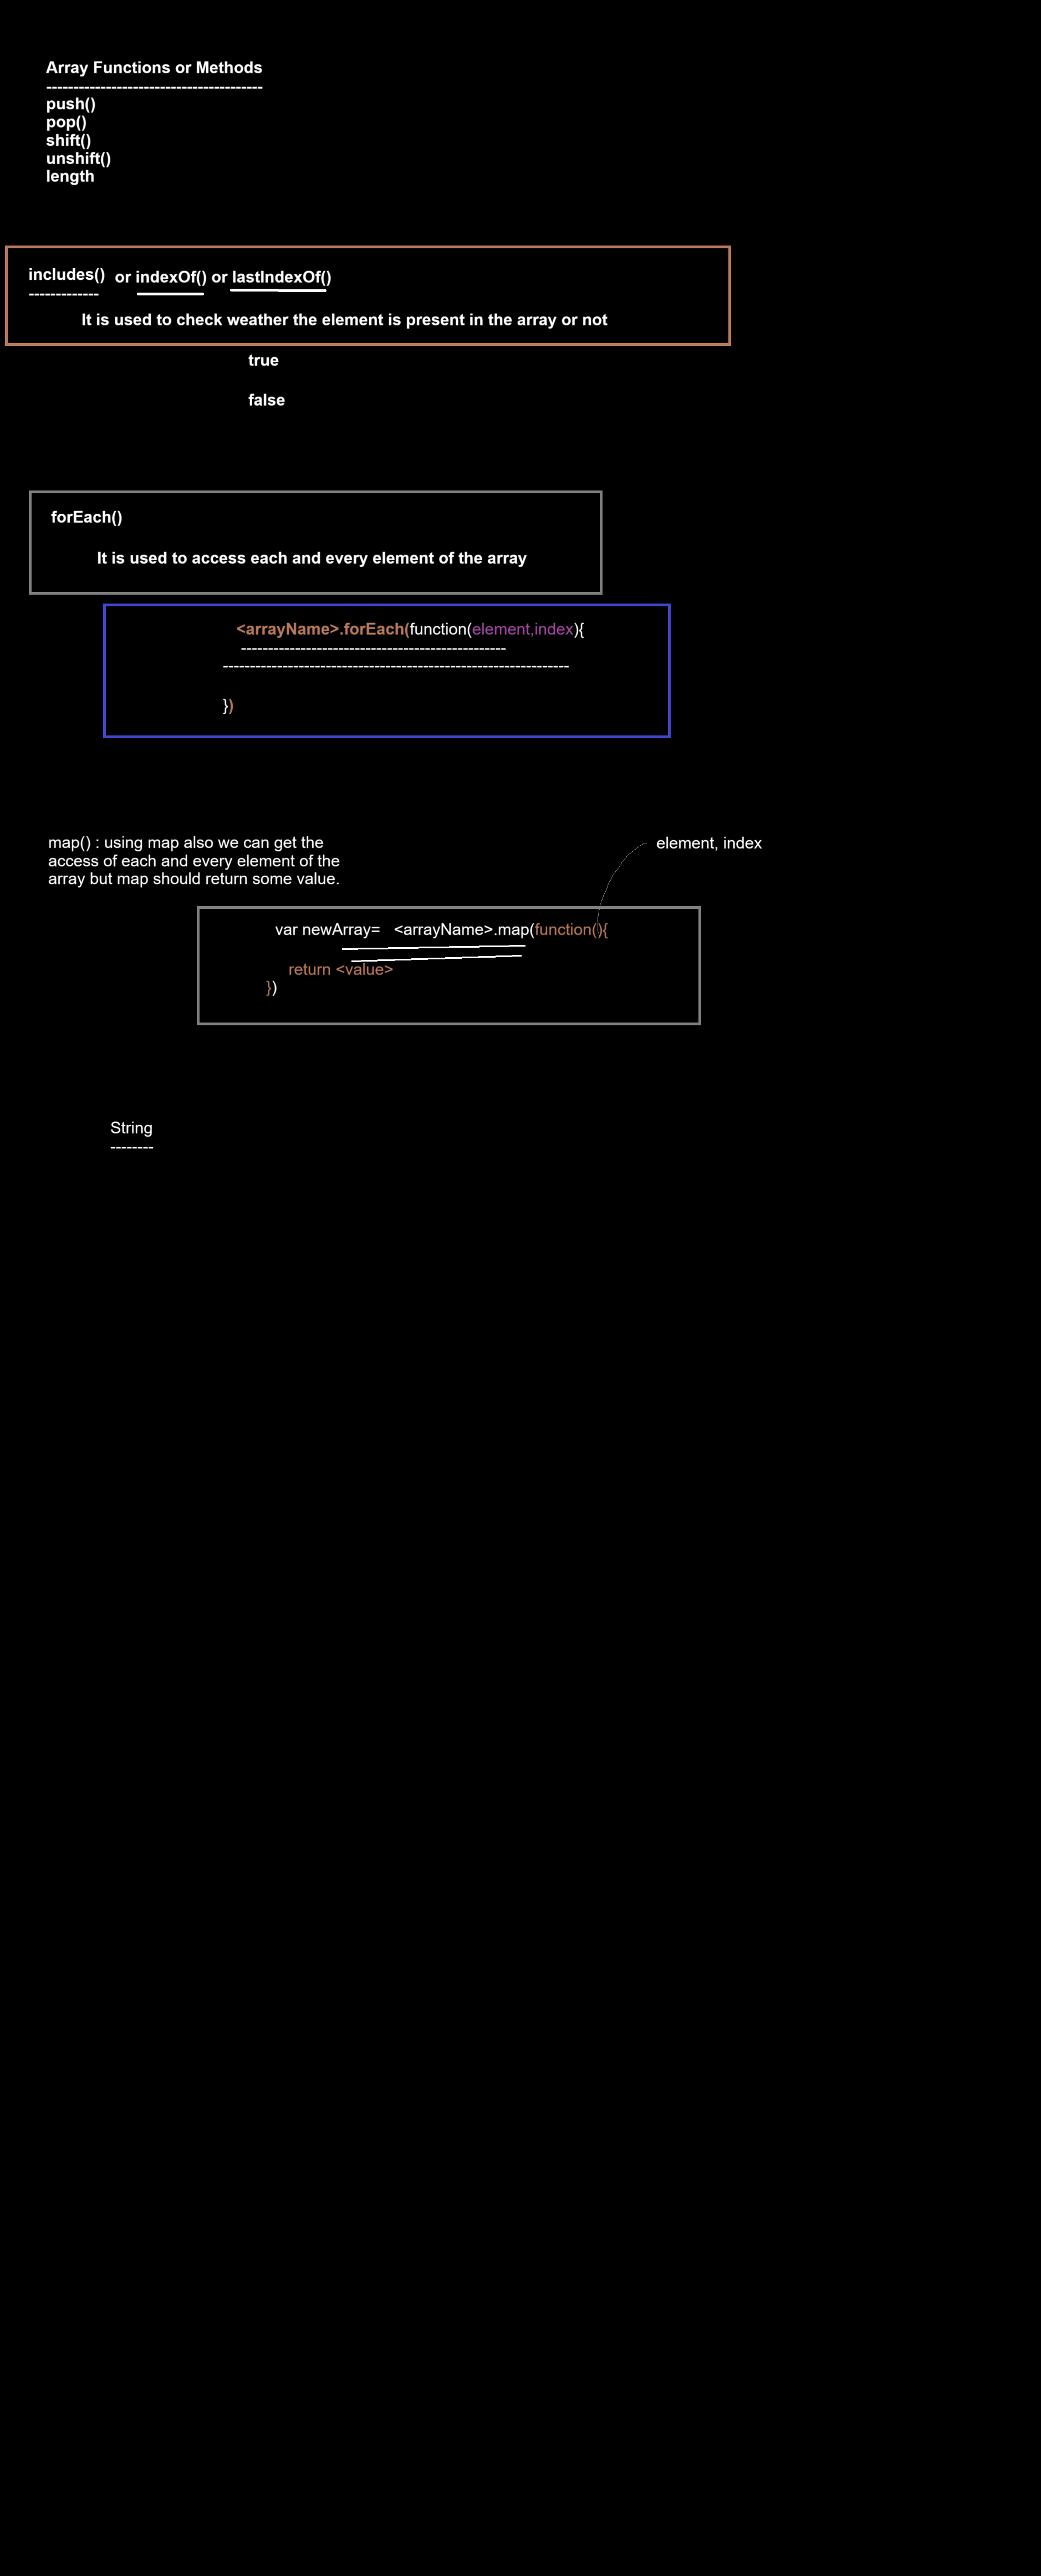 Array Functions or Methods
----------------------------------------
push()
pop()
shift()
unshift()
length
includes() or indexOf() or lastIndexOf()
-------------
It is used to check weather the element is present in the array or not
true
false
forEach()
It is used to access each and every element of the array
<arrayName>.forEach(function(element,index){
-------------------------------------------------
----------------------------------------------------------------
})
map() : using map also we can get the
access of each and every element of the
array but map should return some value.
element, index
var newArray= <arrayName>.map(function(){
return <value>
})
String
--------